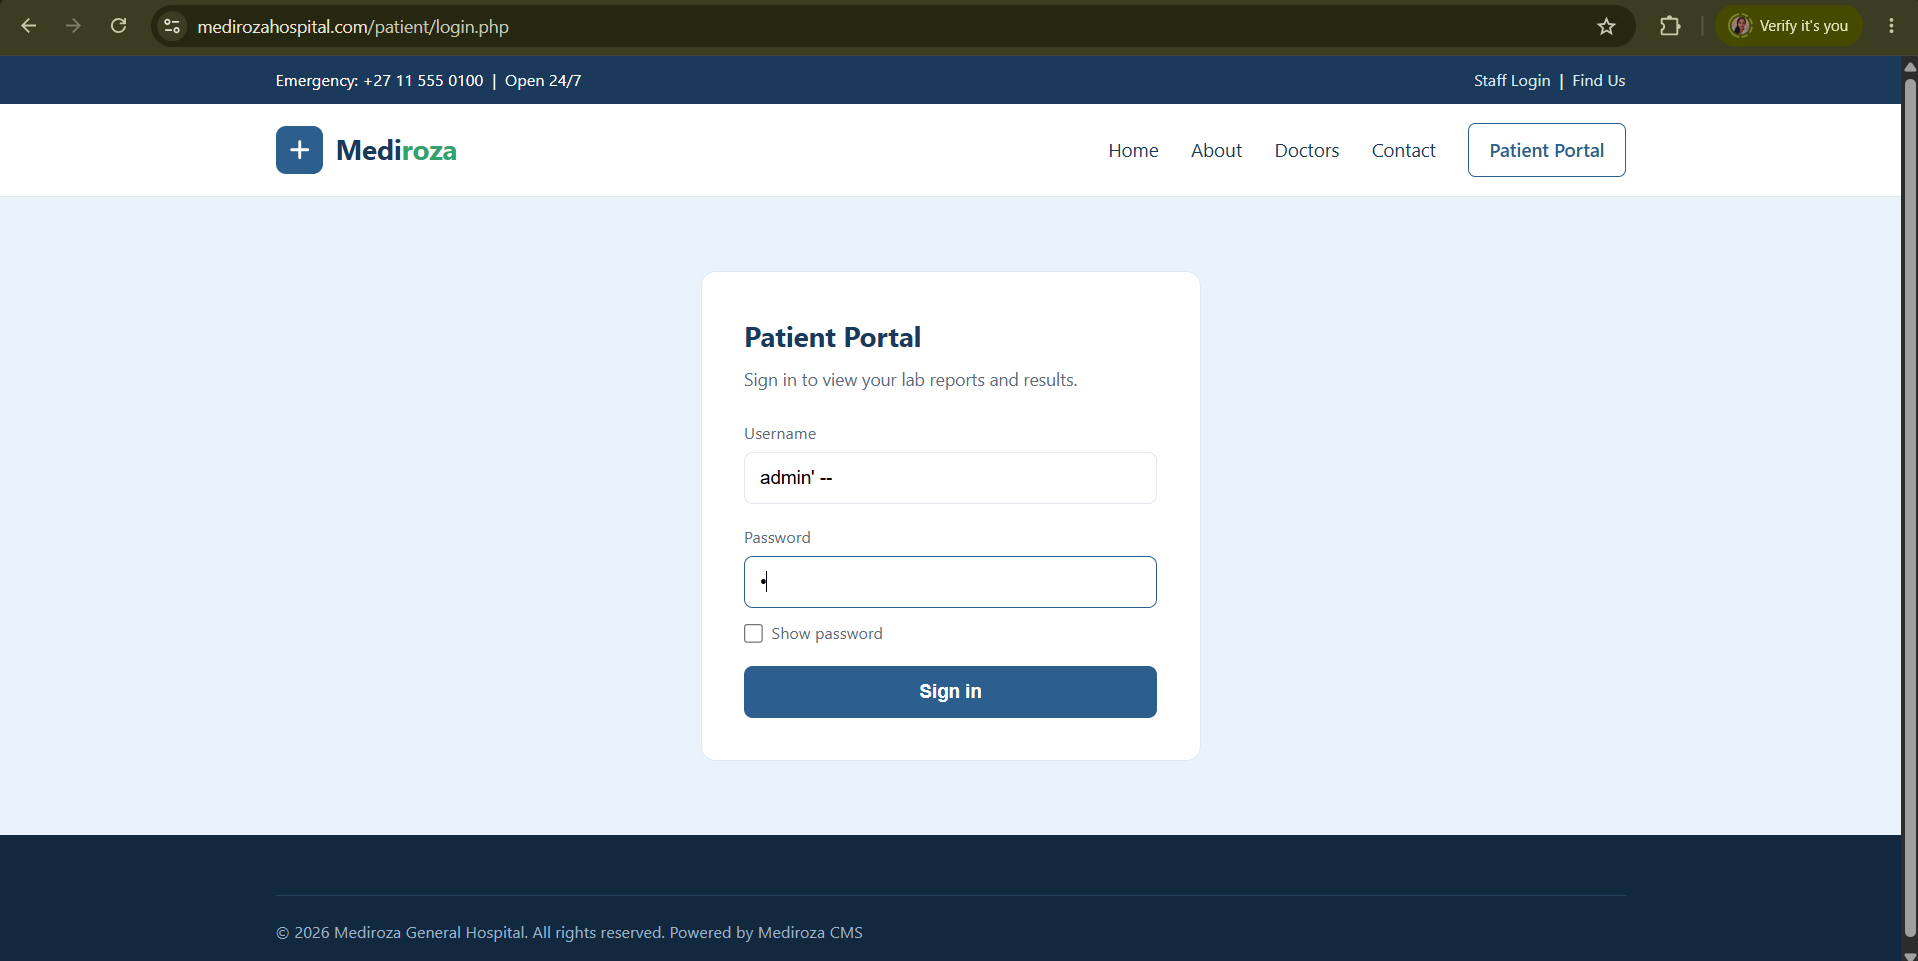 medirozahospital.com/patient/login.php
Verify it's you
Emergency: +27 11 555 0100 | Open 24/7
Staff Login | Find Us
Mediroza
Home
About
Doctors
Contact
Patient Portal
Patient Portal
Sign in to view your lab reports and results.
Username
admin' --
Password
•
Show password
Sign in
© 2026 Mediroza General Hospital. All rights reserved. Powered by Mediroza CMS